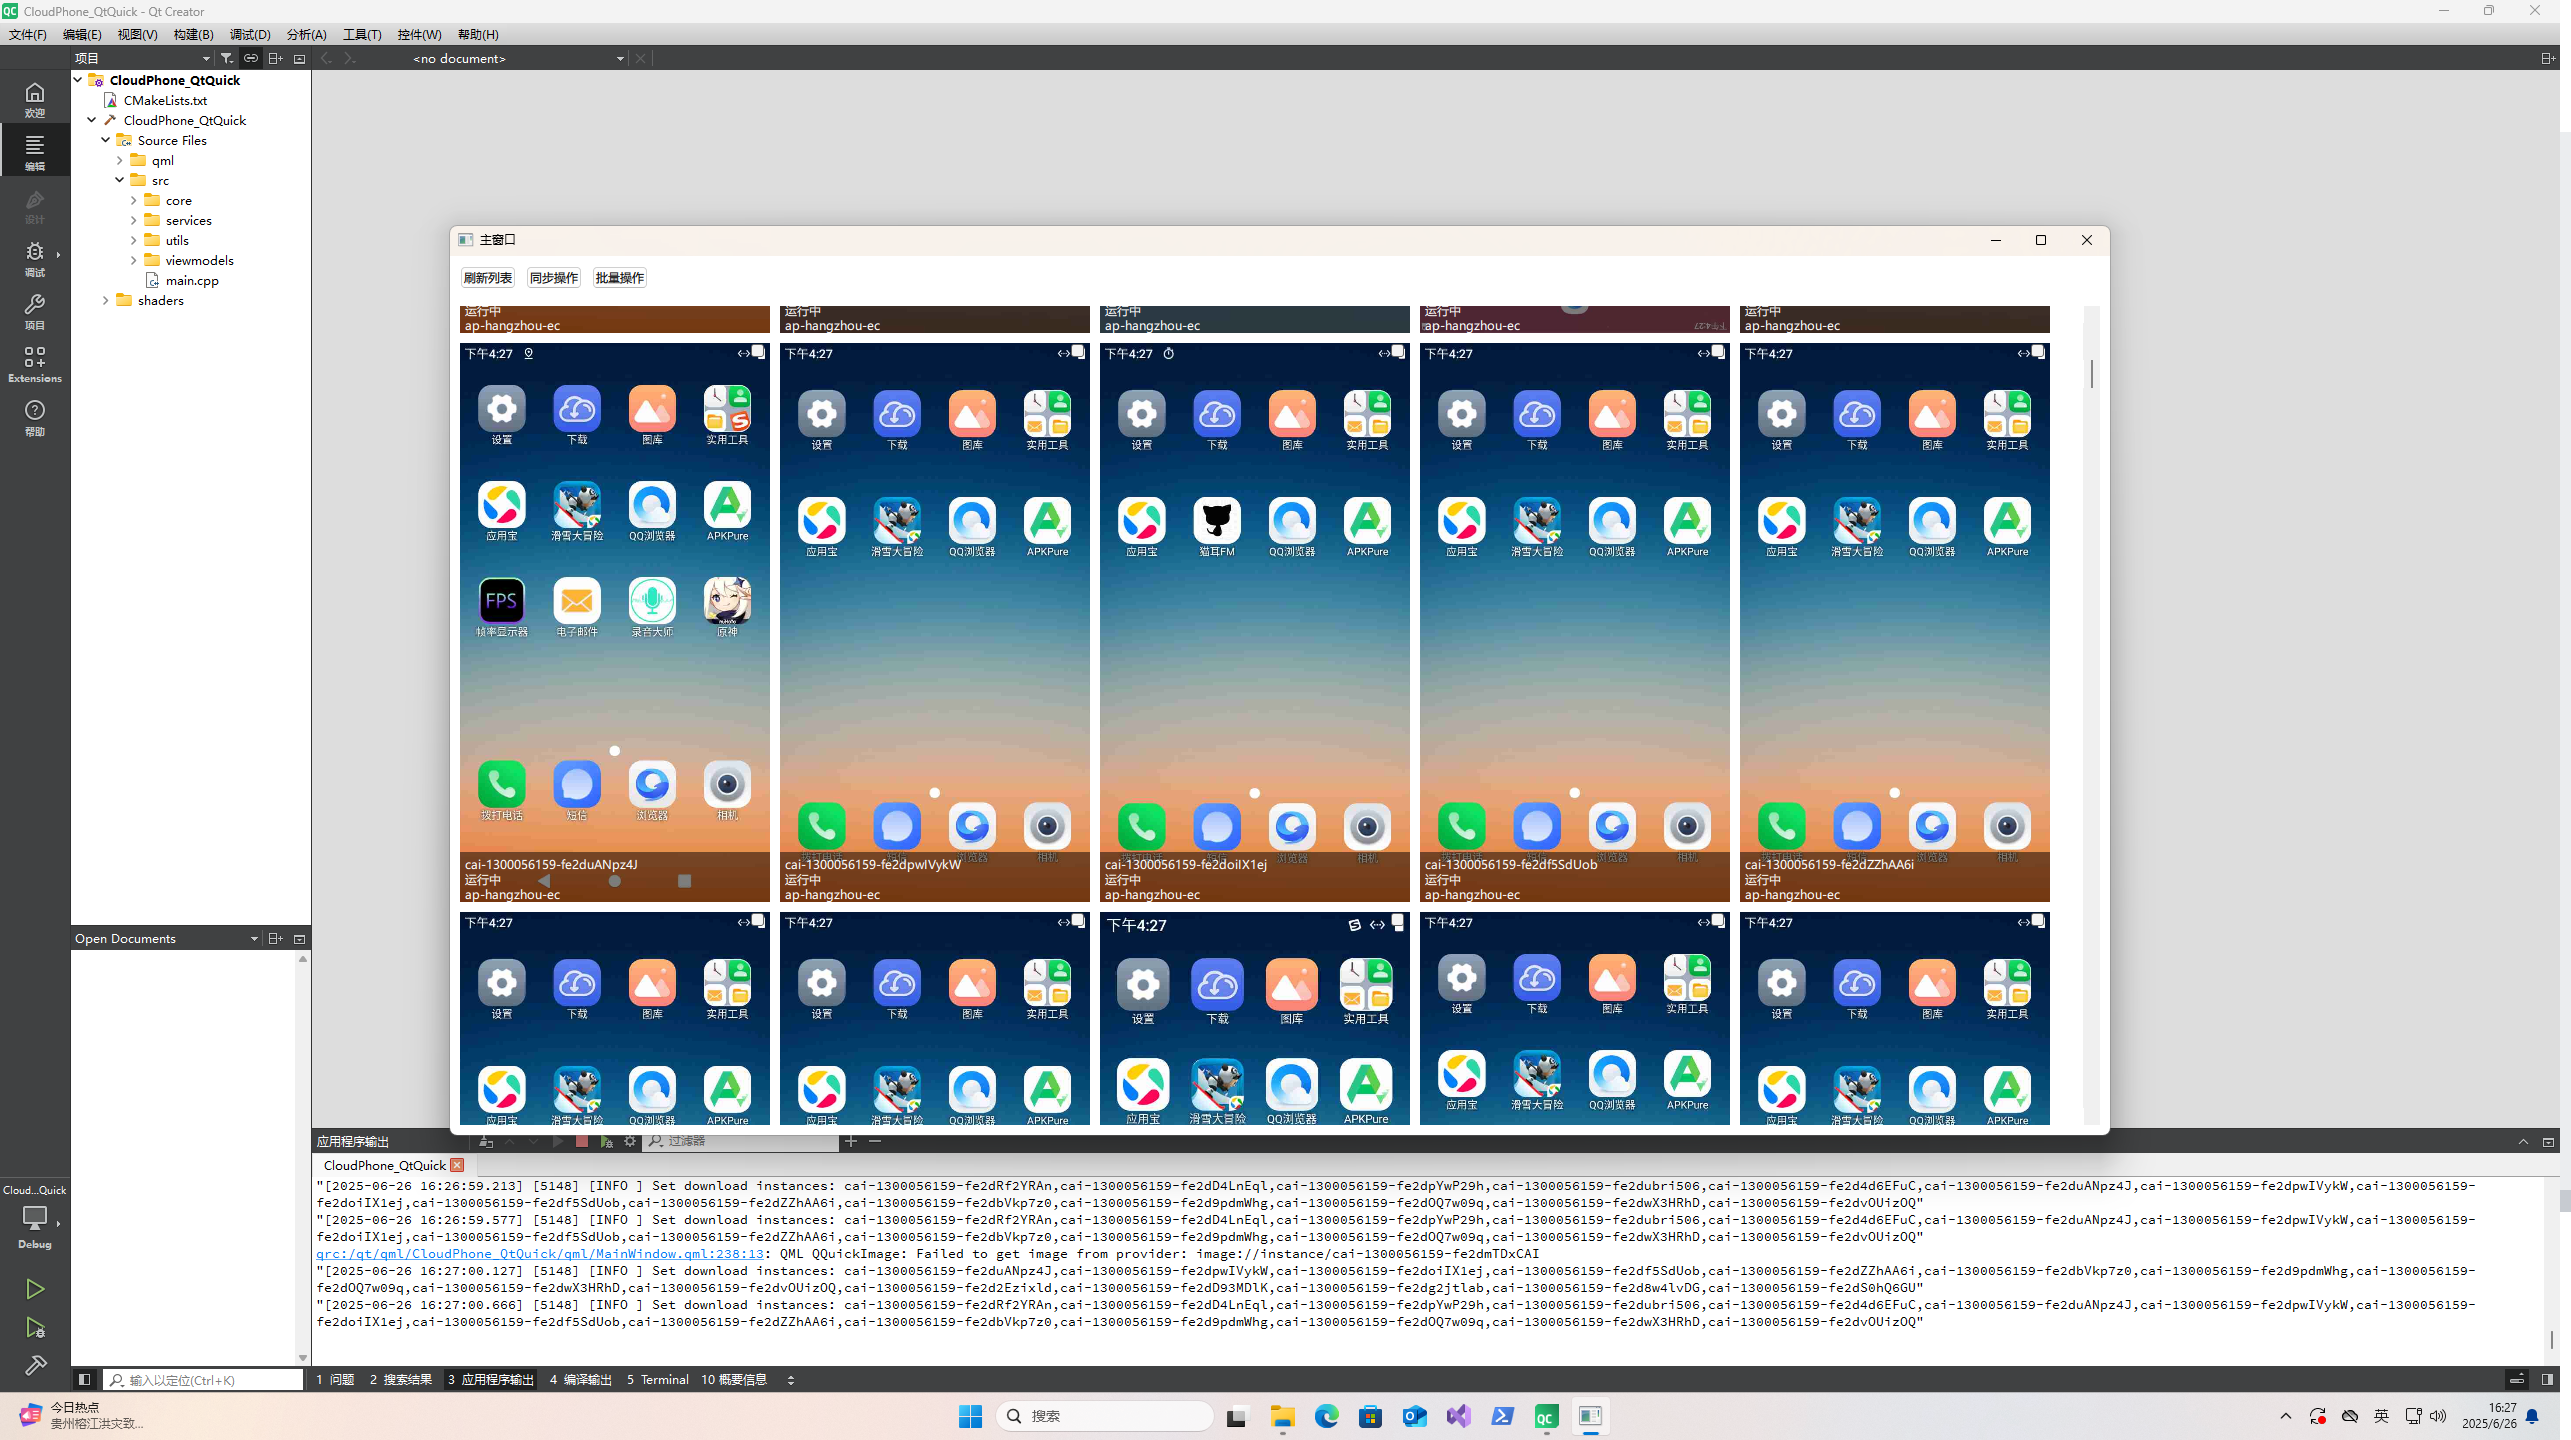 CloudPhone_QtQuick - Qt Creator
文件(F) 编辑(E) 视图(V) 构建(B) 调试(D) 分析(A) 工具(T) 控件(W) 帮助(H)
项目
<no document>
CloudPhone_QtQuick
CMakeLists.txt
CloudPhone_QtQuick
Source Files
qml
src
core
services
utils
viewmodels
main.cpp
shaders
欢迎
编辑
设计
调试
项目
Extensions
帮助
主窗口
刷新列表 同步操作 批量操作
运行中 运行中 运行中 运行中 运行中
ap-hangzhou-ec ap-hangzhou-ec ap-hangzhou-ec ap-hangzhou-ec ap-hangzhou-ec
下午4:27 下午4:27 下午4:27 下午4:27 下午4:27
设置 下载 图库 实用工具 设置 下载 图库 实用工具 设置 下载 图库 实用工具 设置 下载 图库 实用工具 设置 下载 图库 实用工具
应用宝 滑雪大冒险 QQ浏览器 APKPure 应用宝 滑雪大冒险 QQ浏览器 APKPure 应用宝 猫耳FM QQ浏览器 APKPure 应用宝 滑雪大冒险 QQ浏览器 APKPure 应用宝 滑雪大冒险 QQ浏览器 APKPure
FPS
帧率显示器 电子邮件 录音大师 原神
拨打电话 短信 浏览器 相机
拨打电话 短信 浏览器 相机 拨打电话 短信 浏览器 相机 拨打电话 短信 浏览器 相机 拨打电话 短信 浏览器 相机
cai-1300056159-fe2duANpz4J cai-1300056159-fe2dpwIVykW cai-1300056159-fe2doiIX1ej cai-1300056159-fe2df5SdUob cai-1300056159-fe2dZZhAA6i
运行中 运行中 运行中 运行中 运行中
ap-hangzhou-ec ap-hangzhou-ec ap-hangzhou-ec ap-hangzhou-ec ap-hangzhou-ec
下午4:27 下午4:27 下午4:27 下午4:27 下午4:27
设置 下载 图库 实用工具 设置 下载 图库 实用工具 设置 下载 图库 实用工具 设置 下载 图库 实用工具 设置 下载 图库 实用工具
应用宝 滑雪大冒险 QQ浏览器 APKPure 应用宝 滑雪大冒险 QQ浏览器 APKPure 应用宝 滑雪大冒险 QQ浏览器 APKPure 应用宝 滑雪大冒险 QQ浏览器 APKPure 应用宝 滑雪大冒险 QQ浏览器 APKPure
Open Documents
应用程序输出
过滤器
CloudPhone_QtQuick
"[2025-06-26 16:26:59.213] [5148] [INFO ] Set download instances: cai-1300056159-fe2dRf2YRAn,cai-1300056159-fe2dD4LnEql,cai-1300056159-fe2dpYwP29h,cai-1300056159-fe2dubri506,cai-1300056159-fe2d4d6EFuC,cai-1300056159-fe2duANpz4J,cai-1300056159-fe2dpwIVykW,cai-1300056159-
fe2doiIX1ej,cai-1300056159-fe2df5SdUob,cai-1300056159-fe2dZZhAA6i,cai-1300056159-fe2dbVkp7z0,cai-1300056159-fe2d9pdmWhg,cai-1300056159-fe2dOQ7w09q,cai-1300056159-fe2dwX3HRhD,cai-1300056159-fe2dvOUizOQ"
"[2025-06-26 16:26:59.577] [5148] [INFO ] Set download instances: cai-1300056159-fe2dRf2YRAn,cai-1300056159-fe2dD4LnEql,cai-1300056159-fe2dpYwP29h,cai-1300056159-fe2dubri506,cai-1300056159-fe2d4d6EFuC,cai-1300056159-fe2duANpz4J,cai-1300056159-fe2dpwIVykW,cai-1300056159-
fe2doiIX1ej,cai-1300056159-fe2df5SdUob,cai-1300056159-fe2dZZhAA6i,cai-1300056159-fe2dbVkp7z0,cai-1300056159-fe2d9pdmWhg,cai-1300056159-fe2dOQ7w09q,cai-1300056159-fe2dwX3HRhD,cai-1300056159-fe2dvOUizOQ"
qrc:/qt/qml/CloudPhone_QtQuick/qml/MainWindow.qml:238:13: QML QQuickImage: Failed to get image from provider: image://instance/cai-1300056159-fe2dmTDxCAI
"[2025-06-26 16:27:00.127] [5148] [INFO ] Set download instances: cai-1300056159-fe2duANpz4J,cai-1300056159-fe2dpwIVykW,cai-1300056159-fe2doiIX1ej,cai-1300056159-fe2df5SdUob,cai-1300056159-fe2dZZhAA6i,cai-1300056159-fe2dbVkp7z0,cai-1300056159-fe2d9pdmWhg,cai-1300056159-
fe2dOQ7w09q,cai-1300056159-fe2dwX3HRhD,cai-1300056159-fe2dvOUizOQ,cai-1300056159-fe2d2Ezixld,cai-1300056159-fe2dD93MDlK,cai-1300056159-fe2dg2jtlab,cai-1300056159-fe2d8w4lvDG,cai-1300056159-fe2dS0hQ6GU"
"[2025-06-26 16:27:00.666] [5148] [INFO ] Set download instances: cai-1300056159-fe2dRf2YRAn,cai-1300056159-fe2dD4LnEql,cai-1300056159-fe2dpYwP29h,cai-1300056159-fe2dubri506,cai-1300056159-fe2d4d6EFuC,cai-1300056159-fe2duANpz4J,cai-1300056159-fe2dpwIVykW,cai-1300056159-
fe2doiIX1ej,cai-1300056159-fe2df5SdUob,cai-1300056159-fe2dZZhAA6i,cai-1300056159-fe2dbVkp7z0,cai-1300056159-fe2d9pdmWhg,cai-1300056159-fe2dOQ7w09q,cai-1300056159-fe2dwX3HRhD,cai-1300056159-fe2dvOUizOQ"
Cloud...Quick
Debug
输入以定位(Ctrl+K)
1 问题 2 搜索结果 3 应用程序输出 4 编译输出 5 Terminal 10 概要信息
今日热点
贵州榕江洪灾致...
搜索
英
16:27
2025/6/26